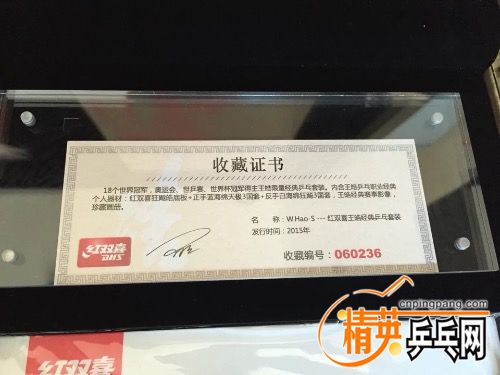 收藏证书
18个世界冠军，奥运会、世乒赛、世界杯冠军得主王皓限量经典乒乓套装。内含王皓乒乓职业经典
个人器材：红双喜狂飚皓底板+正手蓝海绵天极3国套+反手白海绵狂飚3国套，王皓经典赛事影像，
珍藏画册。
名 称：W.Hao·S --- 红双喜王皓经典乒乓套装
发行时间：2015年
收藏编号：060236
红双喜
DHS
cnpingpang.com
精英乒乓网
红双喜